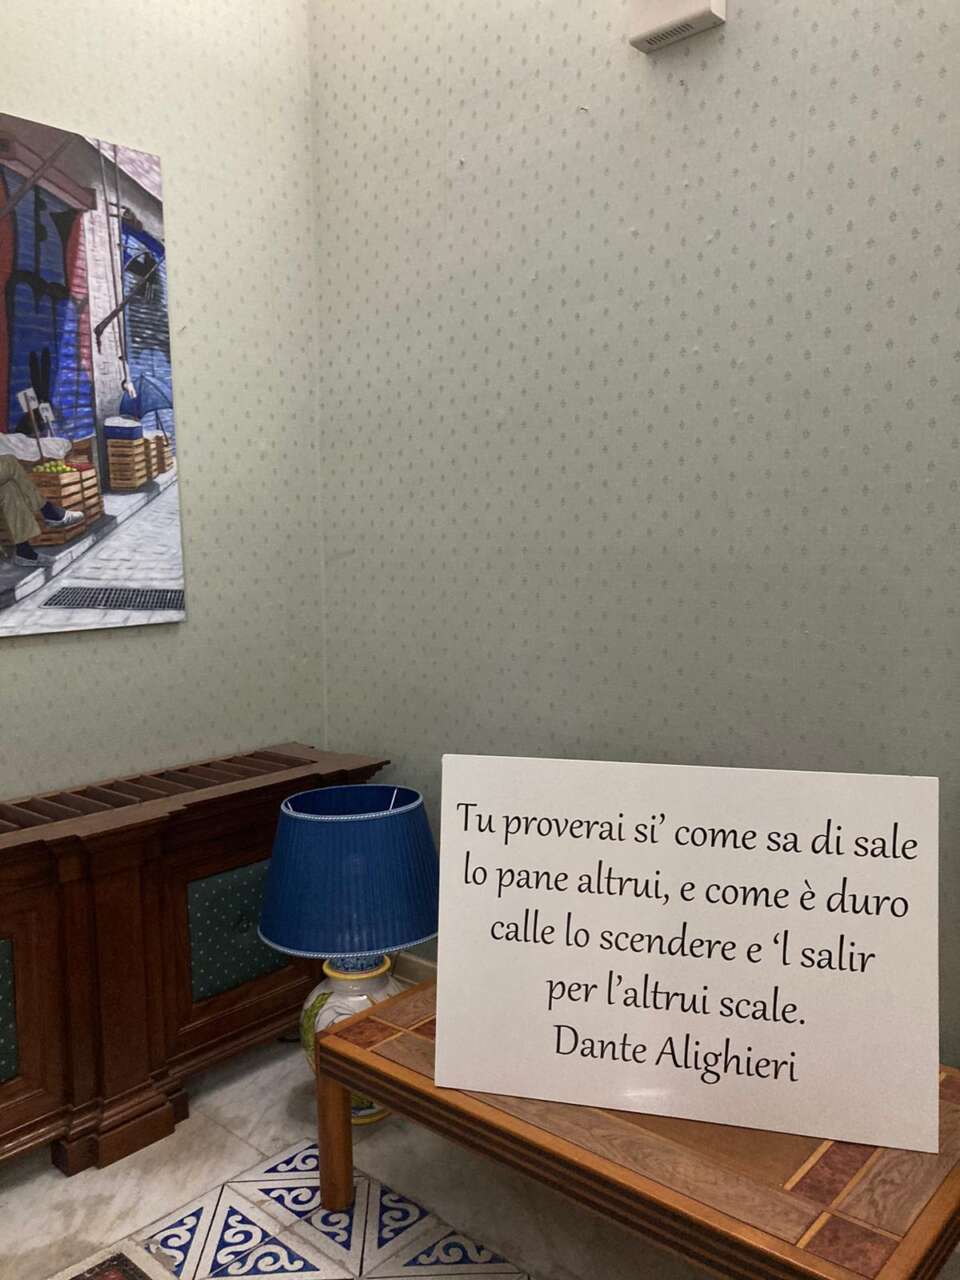 Tu proverai si’ come sa di sale
lo pane altrui, e come è duro
calle lo scendere e ‘l salir
per l’altrui scale.
Dante Alighieri